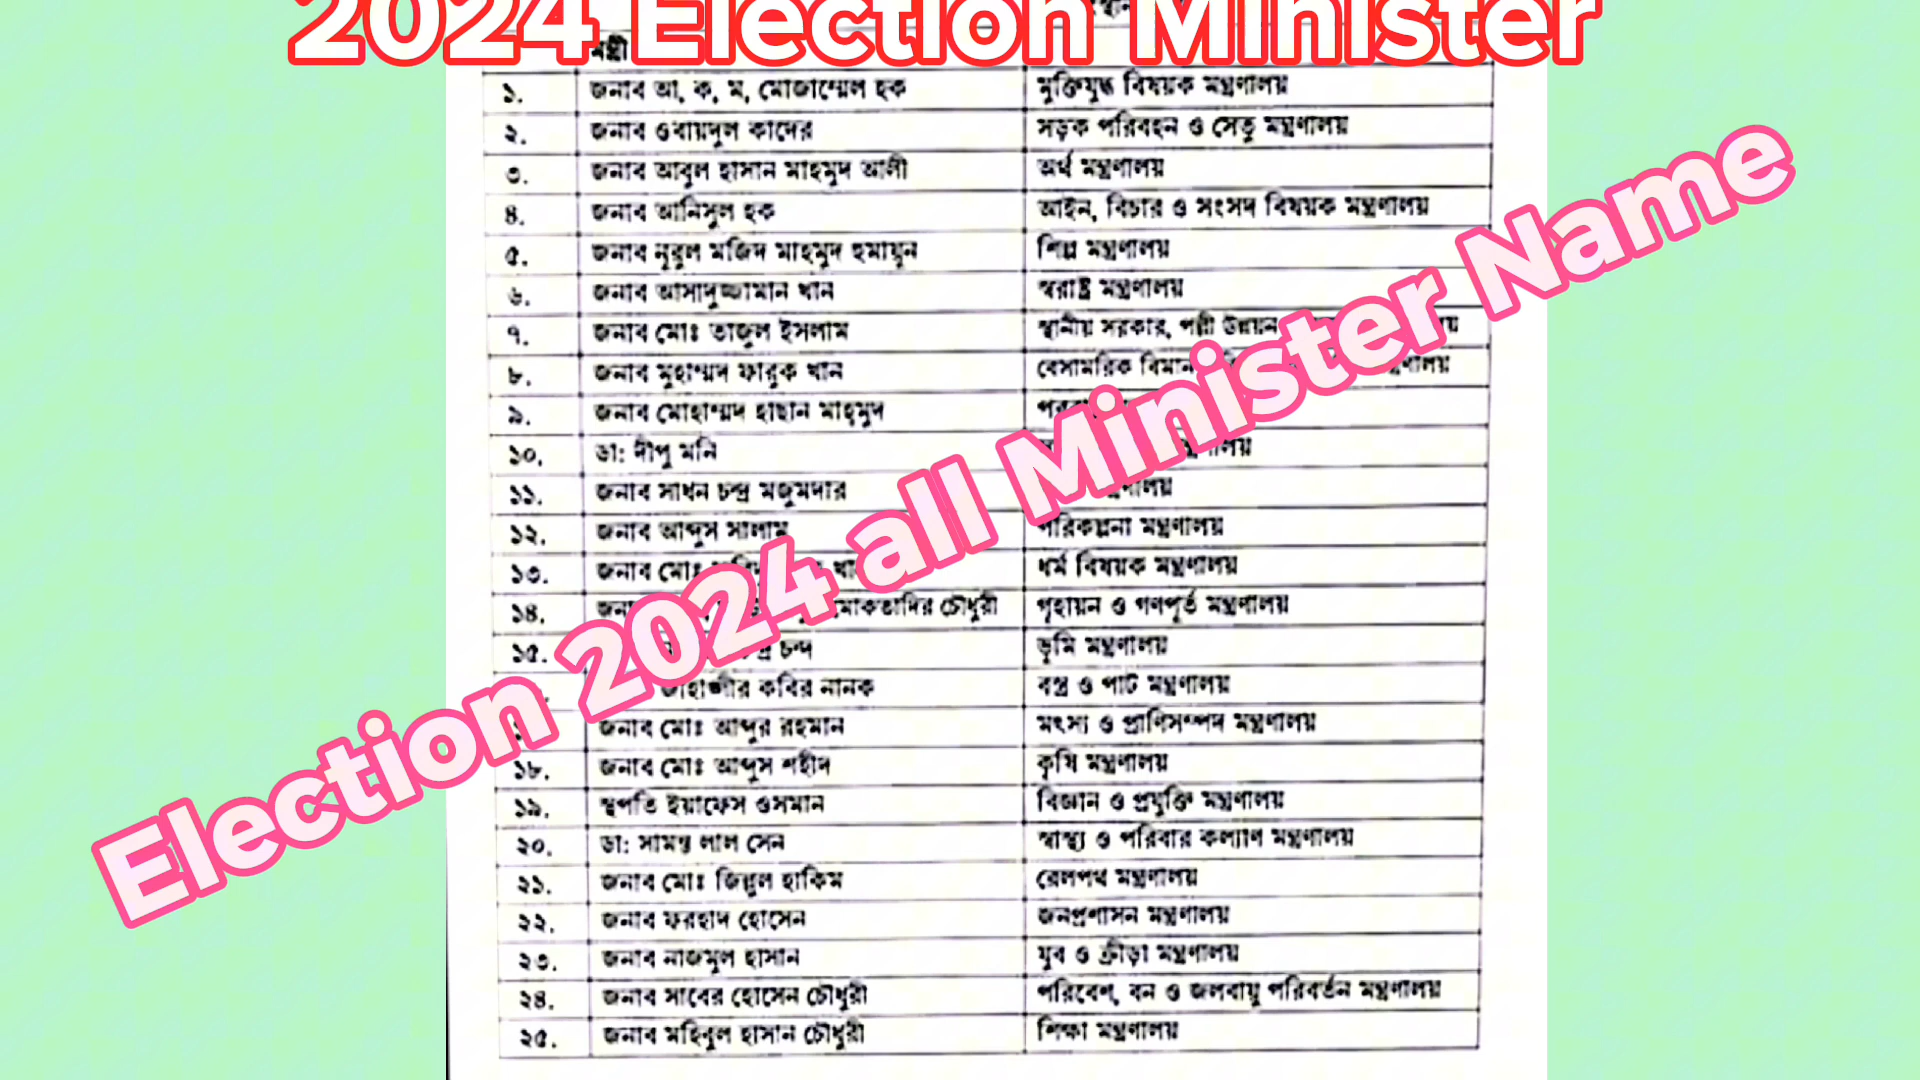 2024 Election Minister
মন্ত্রী
১. জনাব আ, ক, ম, মোজাম্মেল হক মুক্তিযুদ্ধ বিষয়ক মন্ত্রণালয়
২. জনাব ওবায়দুল কাদের সড়ক পরিবহন ও সেতু মন্ত্রণালয়
৩. জনাব আবুল হাসান মাহমুদ আলী অর্থ মন্ত্রণালয়
৪. জনাব আনিসুল হক আইন, বিচার ও সংসদ বিষয়ক মন্ত্রণালয়
৫. জনাব নূরুল মজিদ মাহমুদ হুমায়ূন শিল্প মন্ত্রণালয়
৬. জনাব আসাদুজ্জামান খান স্বরাষ্ট্র মন্ত্রণালয়
৭. জনাব মোঃ তাজুল ইসলাম স্থানীয় সরকার, পল্লী উন্নয়ন
৮. জনাব মুহাম্মদ ফারুক খান বেসামরিক বিমান মন্ত্রণালয়
৯. জনাব মোহাম্মদ হাছান মাহমুদ
১০. ডা: দীপু মনি
১১. জনাব সাধন চন্দ্র মজুমদার
১২. জনাব আব্দুস সালাম পরিকল্পনা মন্ত্রণালয়
১৩. জনাব মোঃ ধর্ম বিষয়ক মন্ত্রণালয়
১৪. মোকতাদির চৌধুরী গৃহায়ন ও গণপূর্ত মন্ত্রণালয়
১৫. চন্দ ভূমি মন্ত্রণালয়
জাহাঙ্গীর কবির নানক বস্ত্র ও পাট মন্ত্রণালয়
জনাব মোঃ আব্দুর রহমান মৎস্য ও প্রাণিসম্পদ মন্ত্রণালয়
১৮. জনাব মোঃ আব্দুস শহীদ কৃষি মন্ত্রণালয়
১৯. স্থপতি ইয়াফেস ওসমান বিজ্ঞান ও প্রযুক্তি মন্ত্রণালয়
২০. ডা: সামন্ত লাল সেন স্বাস্থ্য ও পরিবার কল্যাণ মন্ত্রণালয়
২১. জনাব মোঃ জিল্লুল হাকিম রেলপথ মন্ত্রণালয়
২২. জনাব ফরহাদ হোসেন জনপ্রশাসন মন্ত্রণালয়
২৩. জনাব নাজমুল হাসান যুব ও ক্রীড়া মন্ত্রণালয়
২৪. জনাব সাবের হোসেন চৌধুরী পরিবেশ, বন ও জলবায়ু পরিবর্তন মন্ত্রণালয়
২৫. জনাব মহিবুল হাসান চৌধুরী শিক্ষা মন্ত্রণালয়
Election 2024 all Minister Name